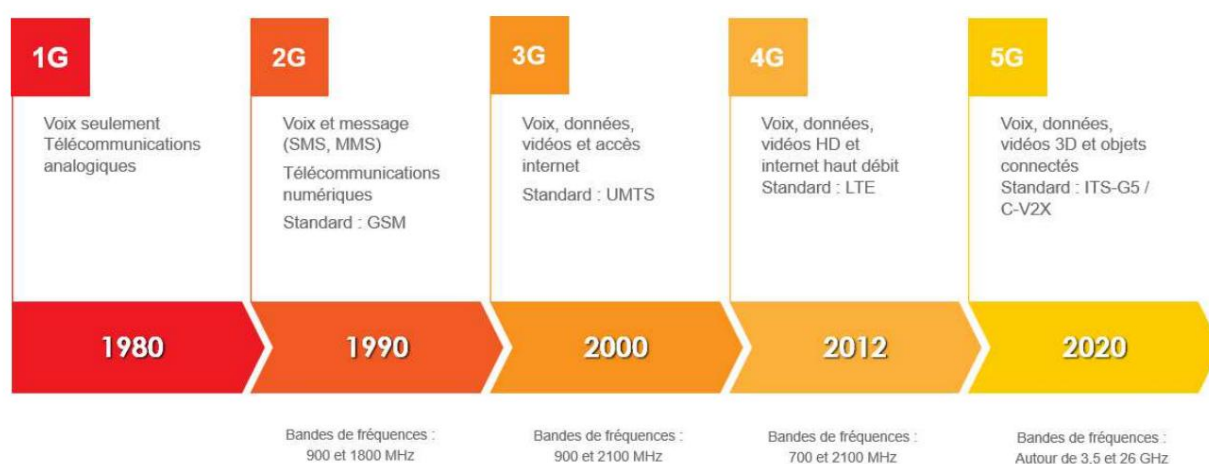 1G
Voix seulement
Télécommunications
analogiques
2G
Voix et message
(SMS, MMS)
Télécommunications
numériques
Standard : GSM
3G
Voix, données,
vidéos et accès
internet
Standard : UMTS
4G
Voix, données,
vidéos HD et
internet haut débit
Standard : LTE
5G
Voix, données,
vidéos 3D et objets
connectés
Standard : ITS-G5 /
C-V2X
1980
1990
2000
2012
2020
Bandes de fréquences :
900 et 1800 MHz
Bandes de fréquences :
900 et 2100 MHz
Bandes de fréquences :
700 et 2100 MHz
Bandes de fréquences :
Autour de 3.5 et 26 GHz